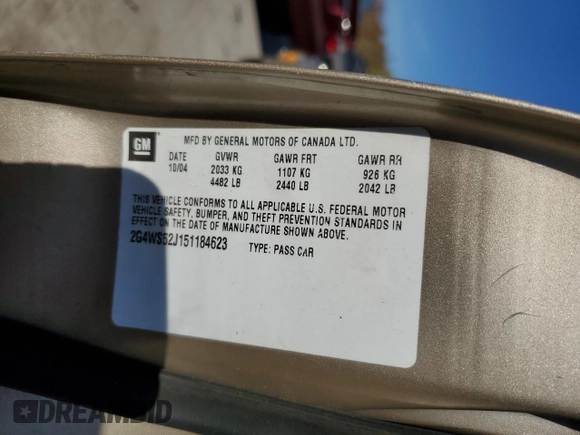 GM
MFD BY GENERAL MOTORS OF CANADA LTD.
DATE GVWR GAWR FRT GAWR RR
10/04 2033 KG 1107 KG 926 KG
4482 LB 2440 LB 2042 LB
THIS VEHICLE CONFORMS TO ALL APPLICABLE U.S. FEDERAL MOTOR
VEHICLE SAFETY, BUMPER, AND THEFT PREVENTION STANDARDS IN
EFFECT ON THE DATE OF MANUFACTURE SHOWN ABOVE.
2G4WS52J151184623 TYPE: PASS CAR
DREAMBID